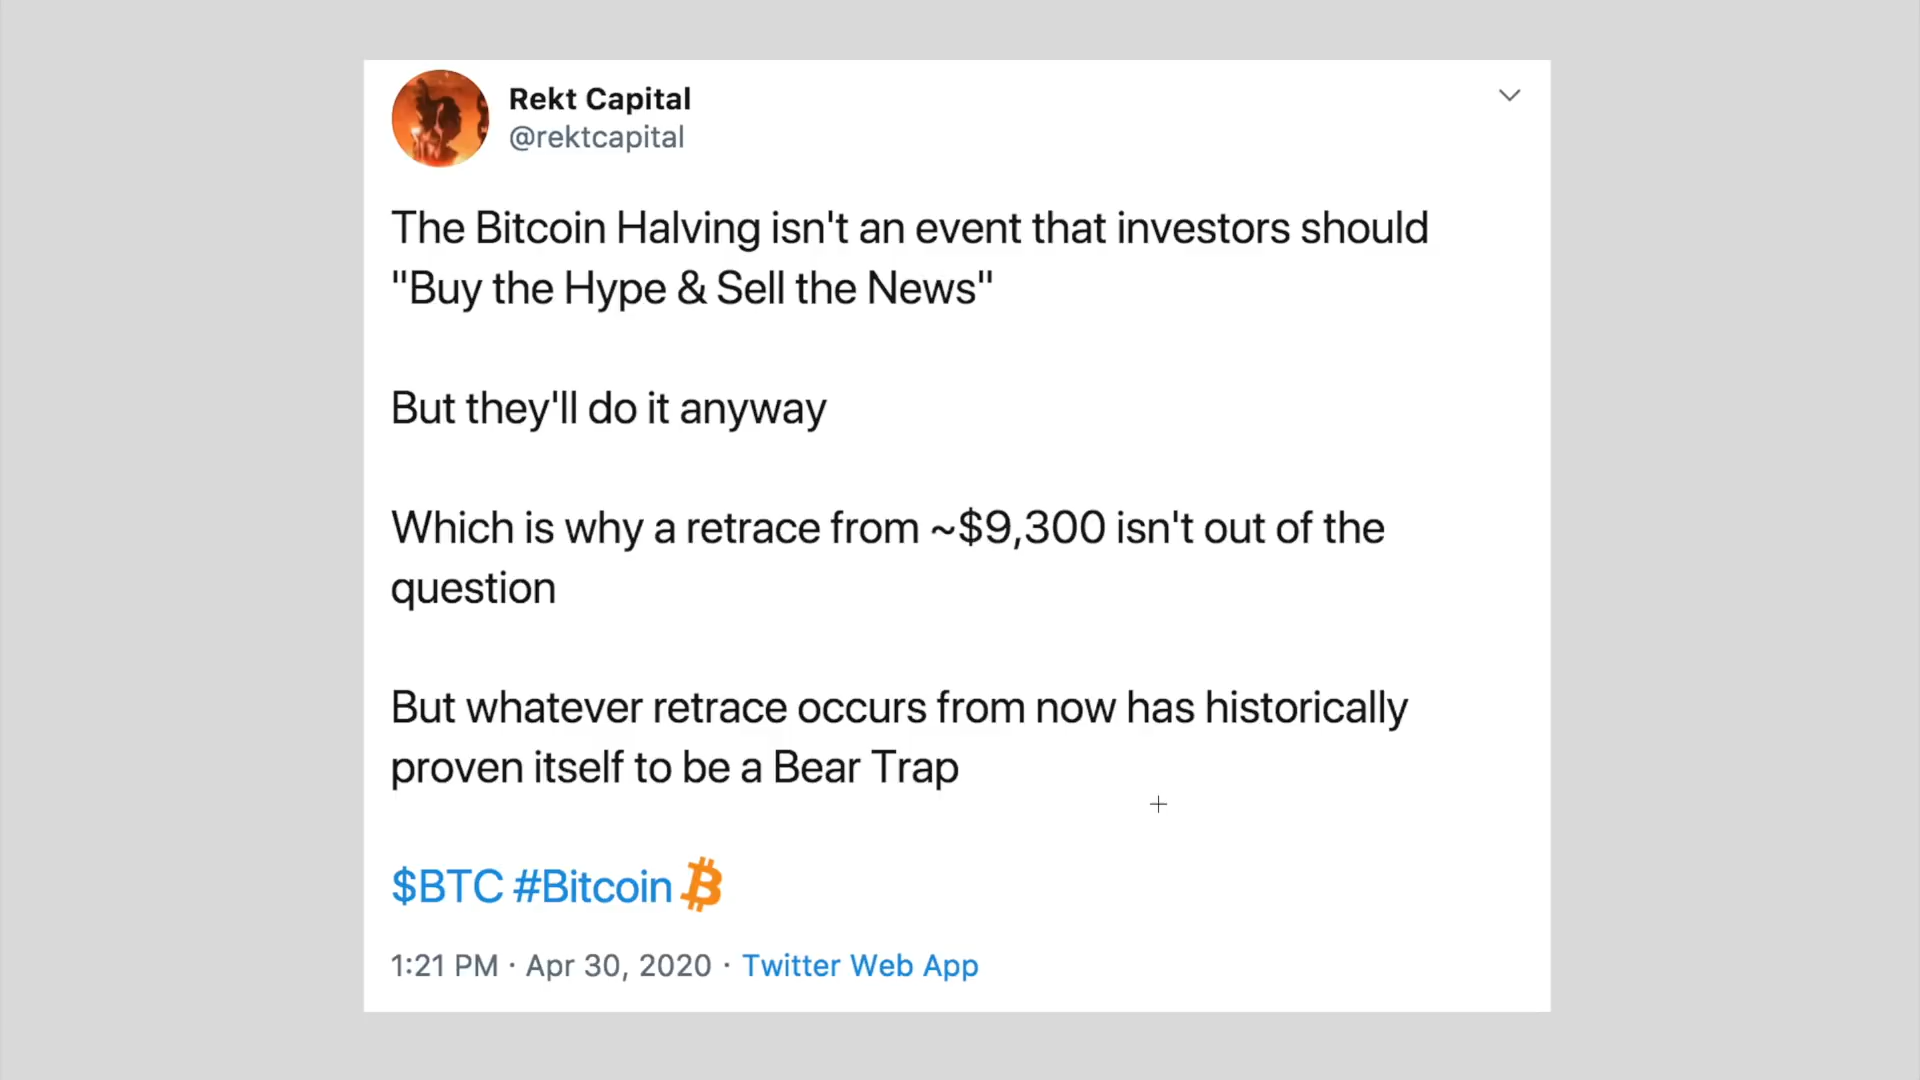 Rekt Capital
@rektcapital
The Bitcoin Halving isn't an event that investors should
"Buy the Hype & Sell the News"
But they'll do it anyway
Which is why a retrace from ~$9,300 isn't out of the
question
But whatever retrace occurs from now has historically
proven itself to be a Bear Trap
$BTC #Bitcoin
1:21 PM · Apr 30, 2020 · Twitter Web App